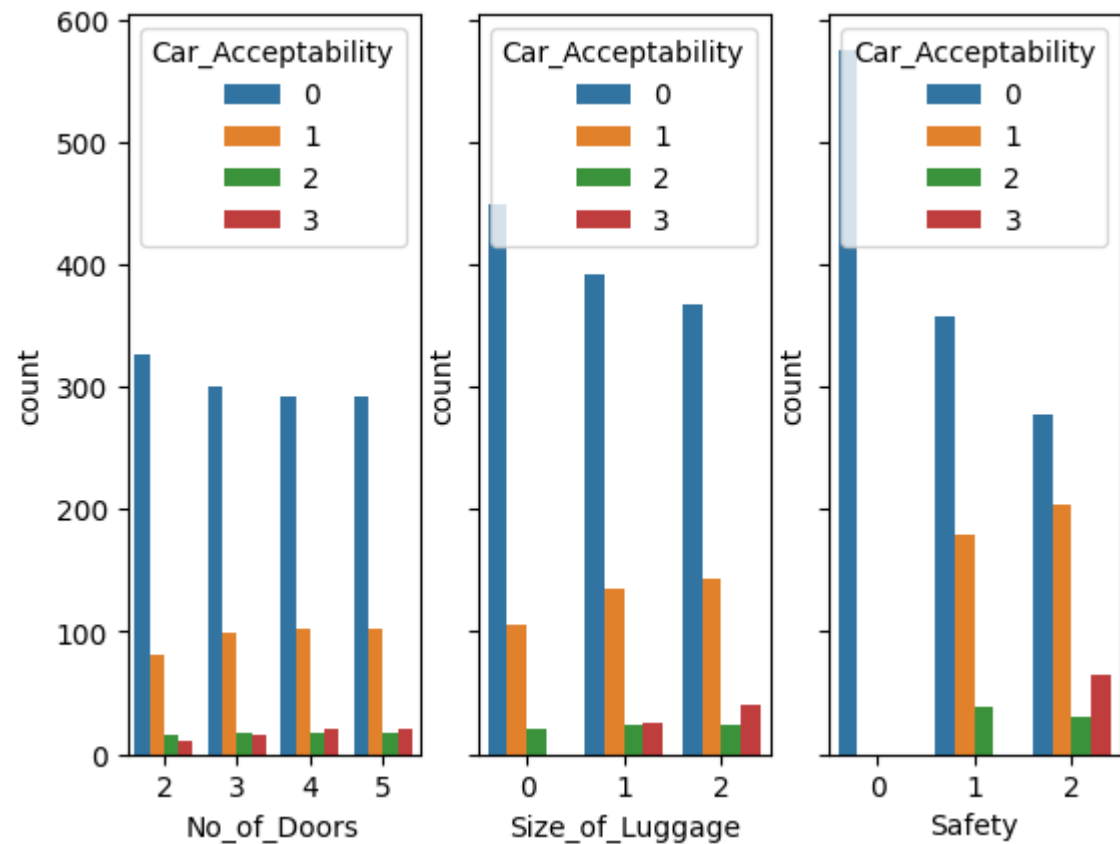 600
500
400
300
200
100
0
count
Car_Acceptability
0
1
2
3
2 3 4 5
No_of_Doors
count
Car_Acceptability
0
1
2
3
0 1 2
Size_of_Luggage
count
Car_Acceptability
0
1
2
3
0 1 2
Safety